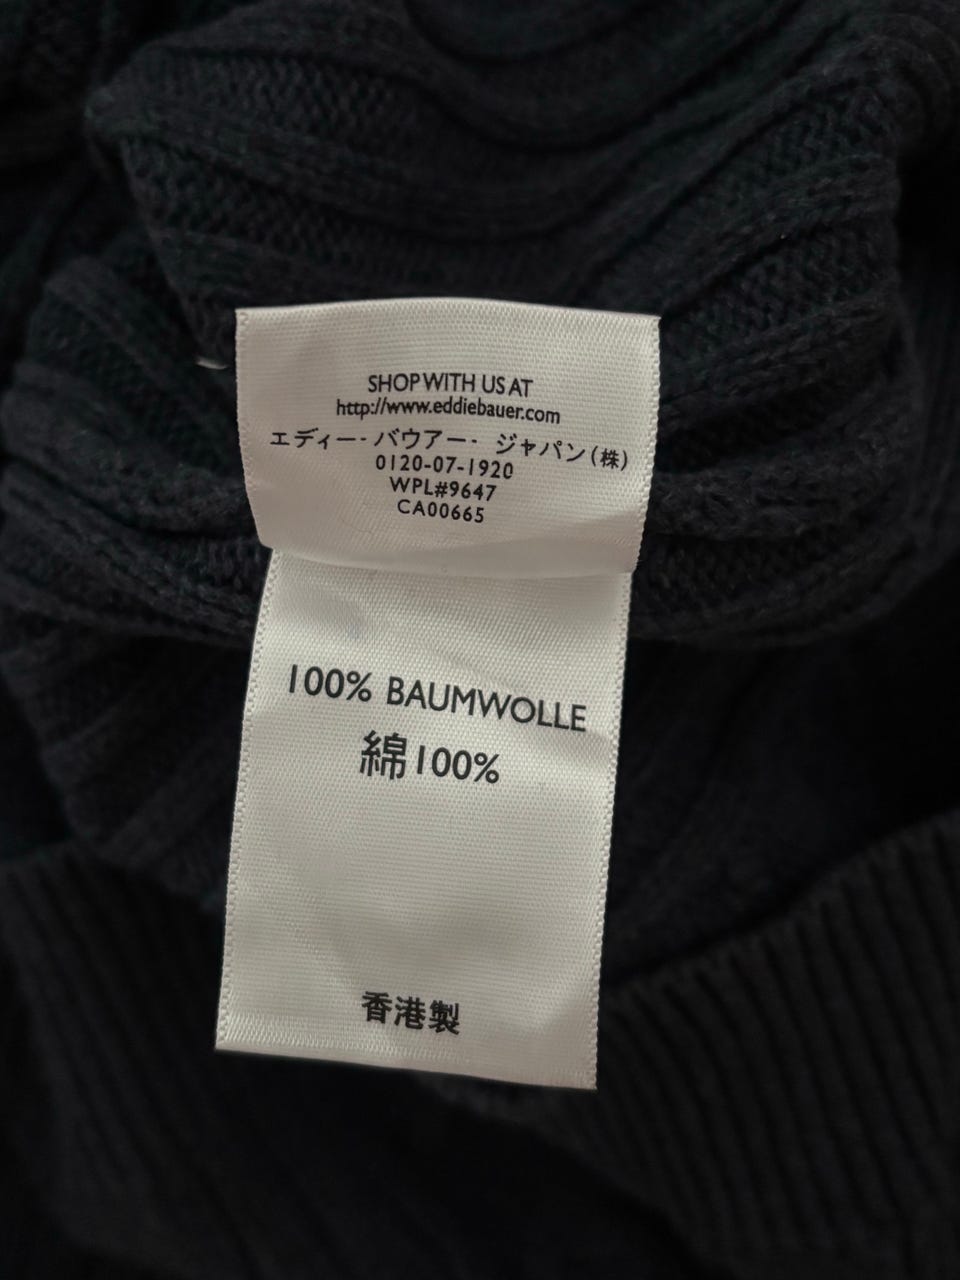 SHOP WITH US AT
http://www.eddiebauer.com
エディー・バウアー・ ジャパン(株)
0120-07-1920
WPL#9647
CA00665
100% BAUMWOLLE
綿100%
香港製